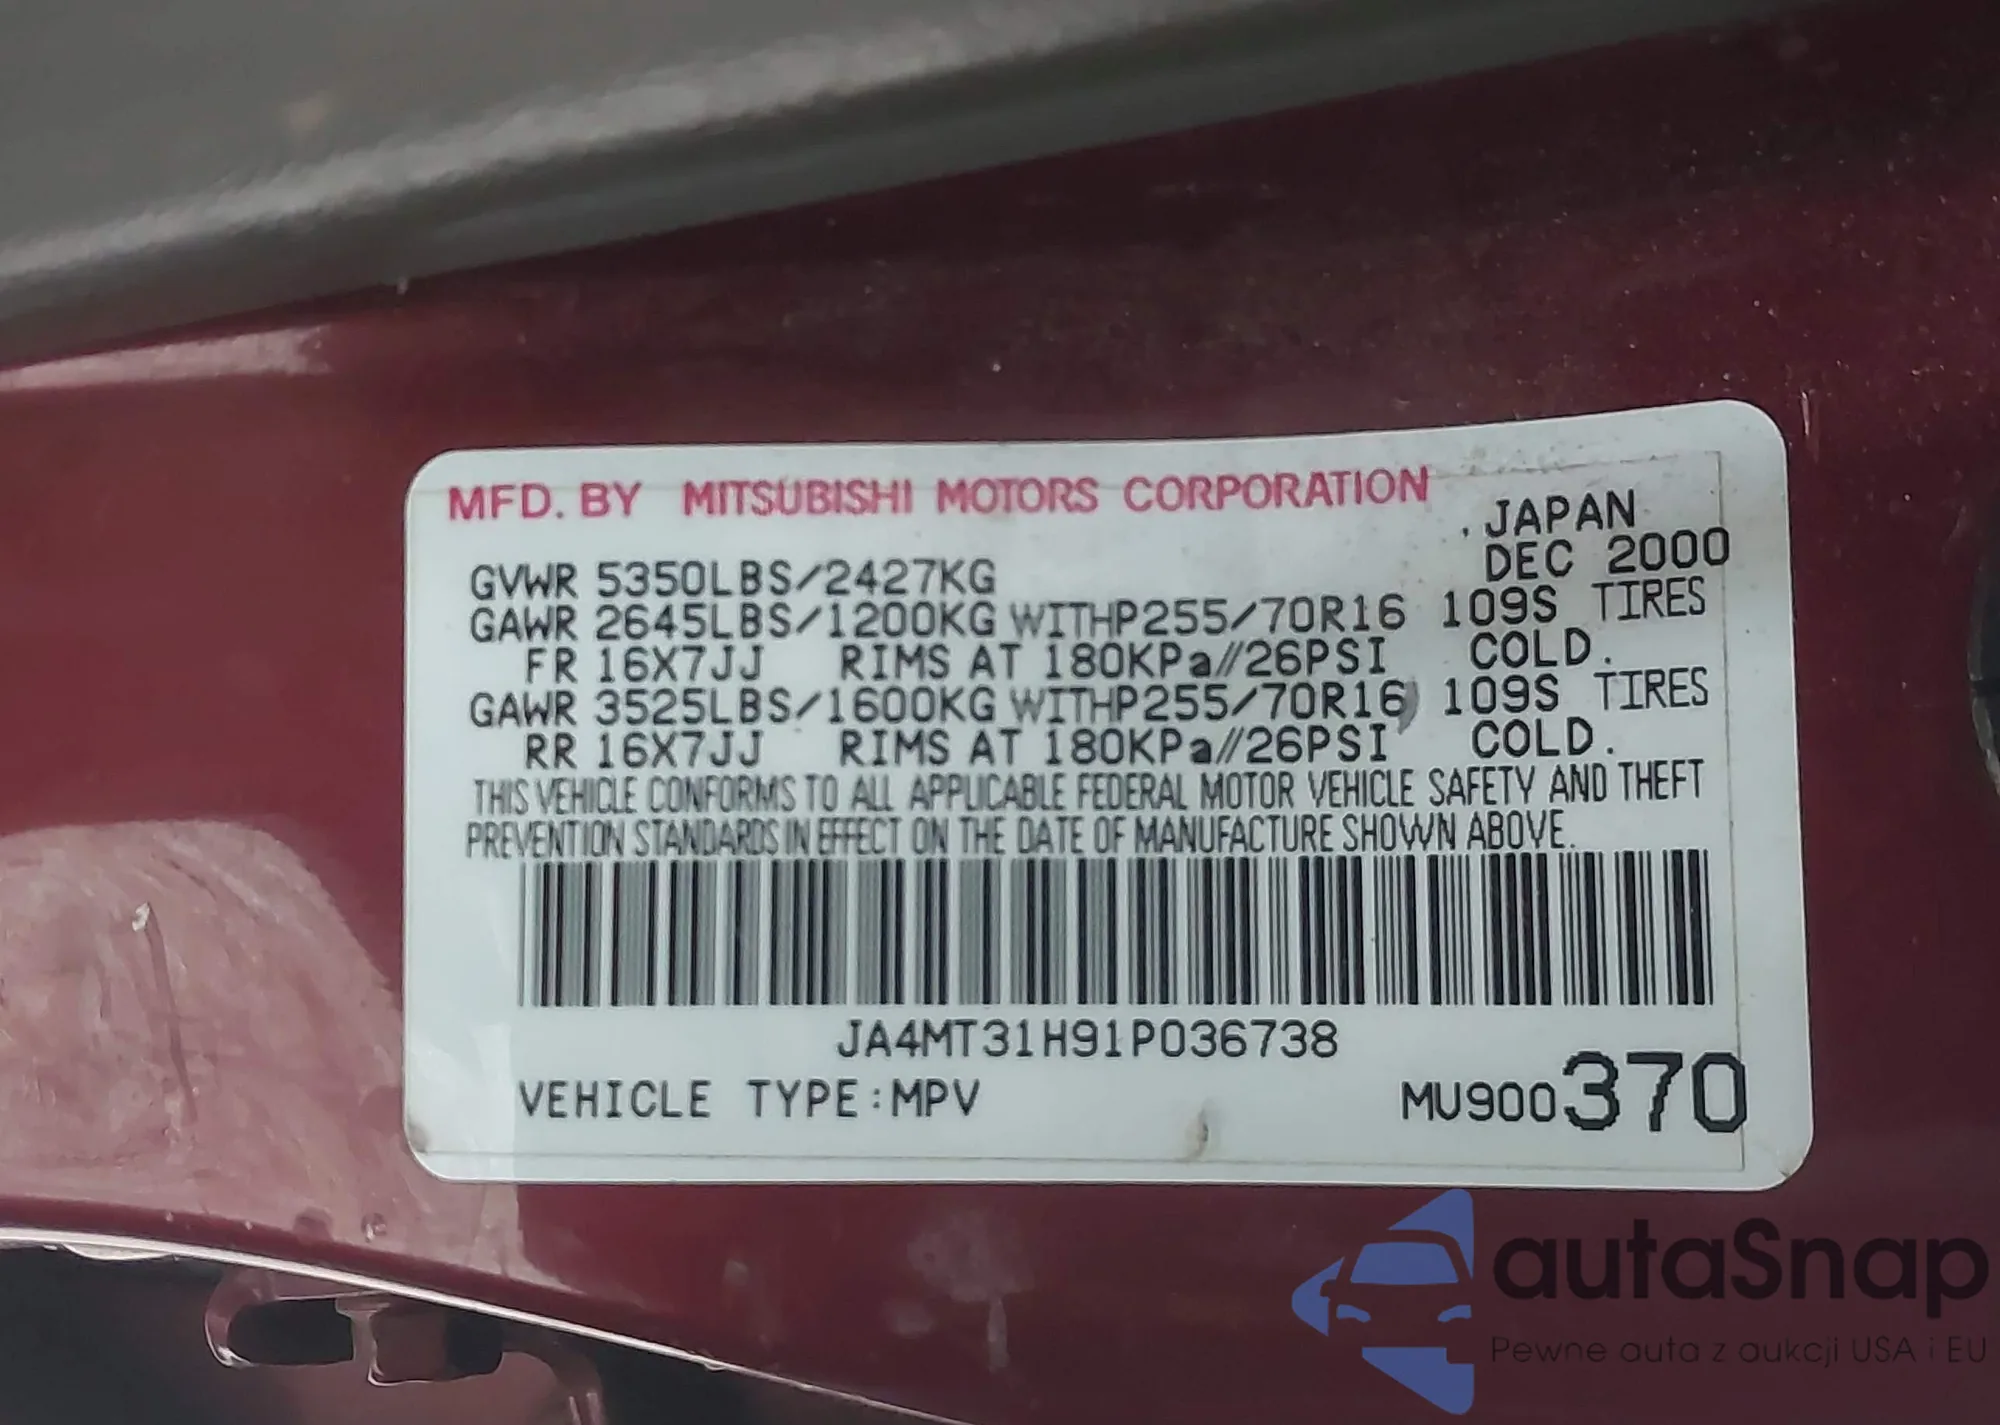 MFD. BY MITSUBISHI MOTORS CORPORATION
. JAPAN
DEC 2000
GVWR 5350LBS/2427KG
GAWR 2645LBS/1200KG WITHP255/70R16 109S TIRES
FR 16X7JJ RIMS AT 180KPa//26PSI COLD.
GAWR 3525LBS/1600KG WITHP255/70R16 109S TIRES
RR 16X7JJ RIMS AT 180KPa//26PSI COLD.
THIS VEHICLE CONFORMS TO ALL APPLICABLE FEDERAL MOTOR VEHICLE SAFETY AND THEFT
PREVENTION STANDARDS IN EFFECT ON THE DATE OF MANUFACTURE SHOWN ABOVE.
JA4MT31H91P036738
VEHICLE TYPE:MPV MU900370
autaSnap
Pewne auta z aukcji USA i EU